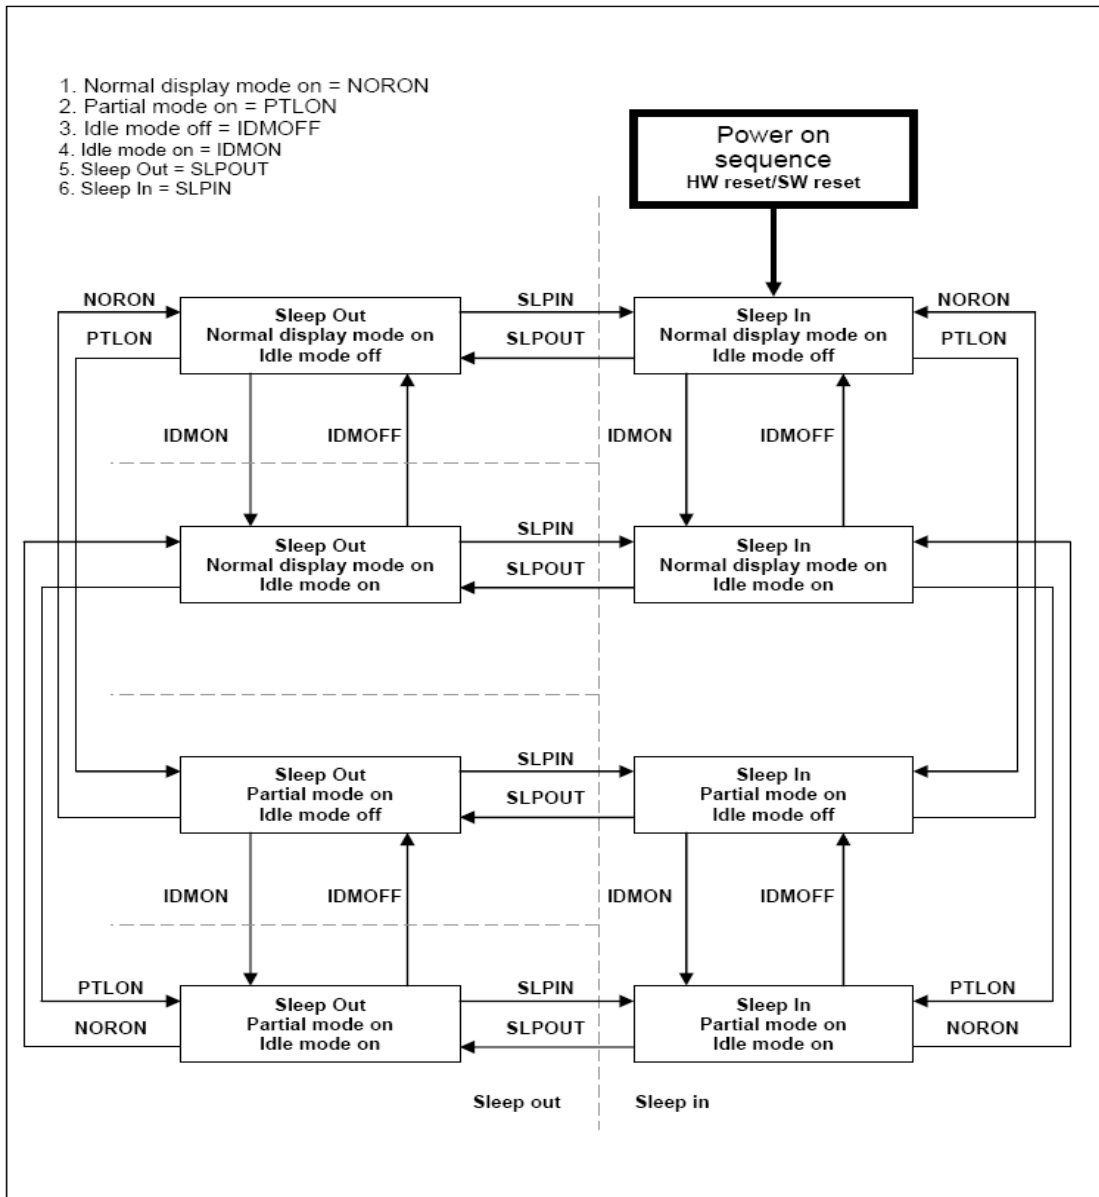 1. Normal display mode on = NORON
2. Partial mode on = PTLON
3. Idle mode off = IDMOFF
4. Idle mode on = IDMON
5. Sleep Out = SLPOUT
6. Sleep In = SLPIN
Power on
sequence
HW reset/SW reset
NORON
SLPIN
NORON
Sleep Out
Normal display mode on
Idle mode off
Sleep In
Normal display mode on
Idle mode off
PTLON
SLPOUT
PTLON
IDMON
IDMOFF
IDMON
IDMOFF
SLPIN
Sleep Out
Normal display mode on
Idle mode on
Sleep In
Normal display mode on
Idle mode on
SLPOUT
SLPIN
Sleep Out
Partial mode on
Idle mode off
Sleep In
Partial mode on
Idle mode off
SLPOUT
IDMON
IDMOFF
IDMON
IDMOFF
PTLON
SLPIN
PTLON
Sleep Out
Partial mode on
Idle mode on
Sleep In
Partial mode on
Idle mode on
NORON
SLPOUT
NORON
Sleep out
Sleep in